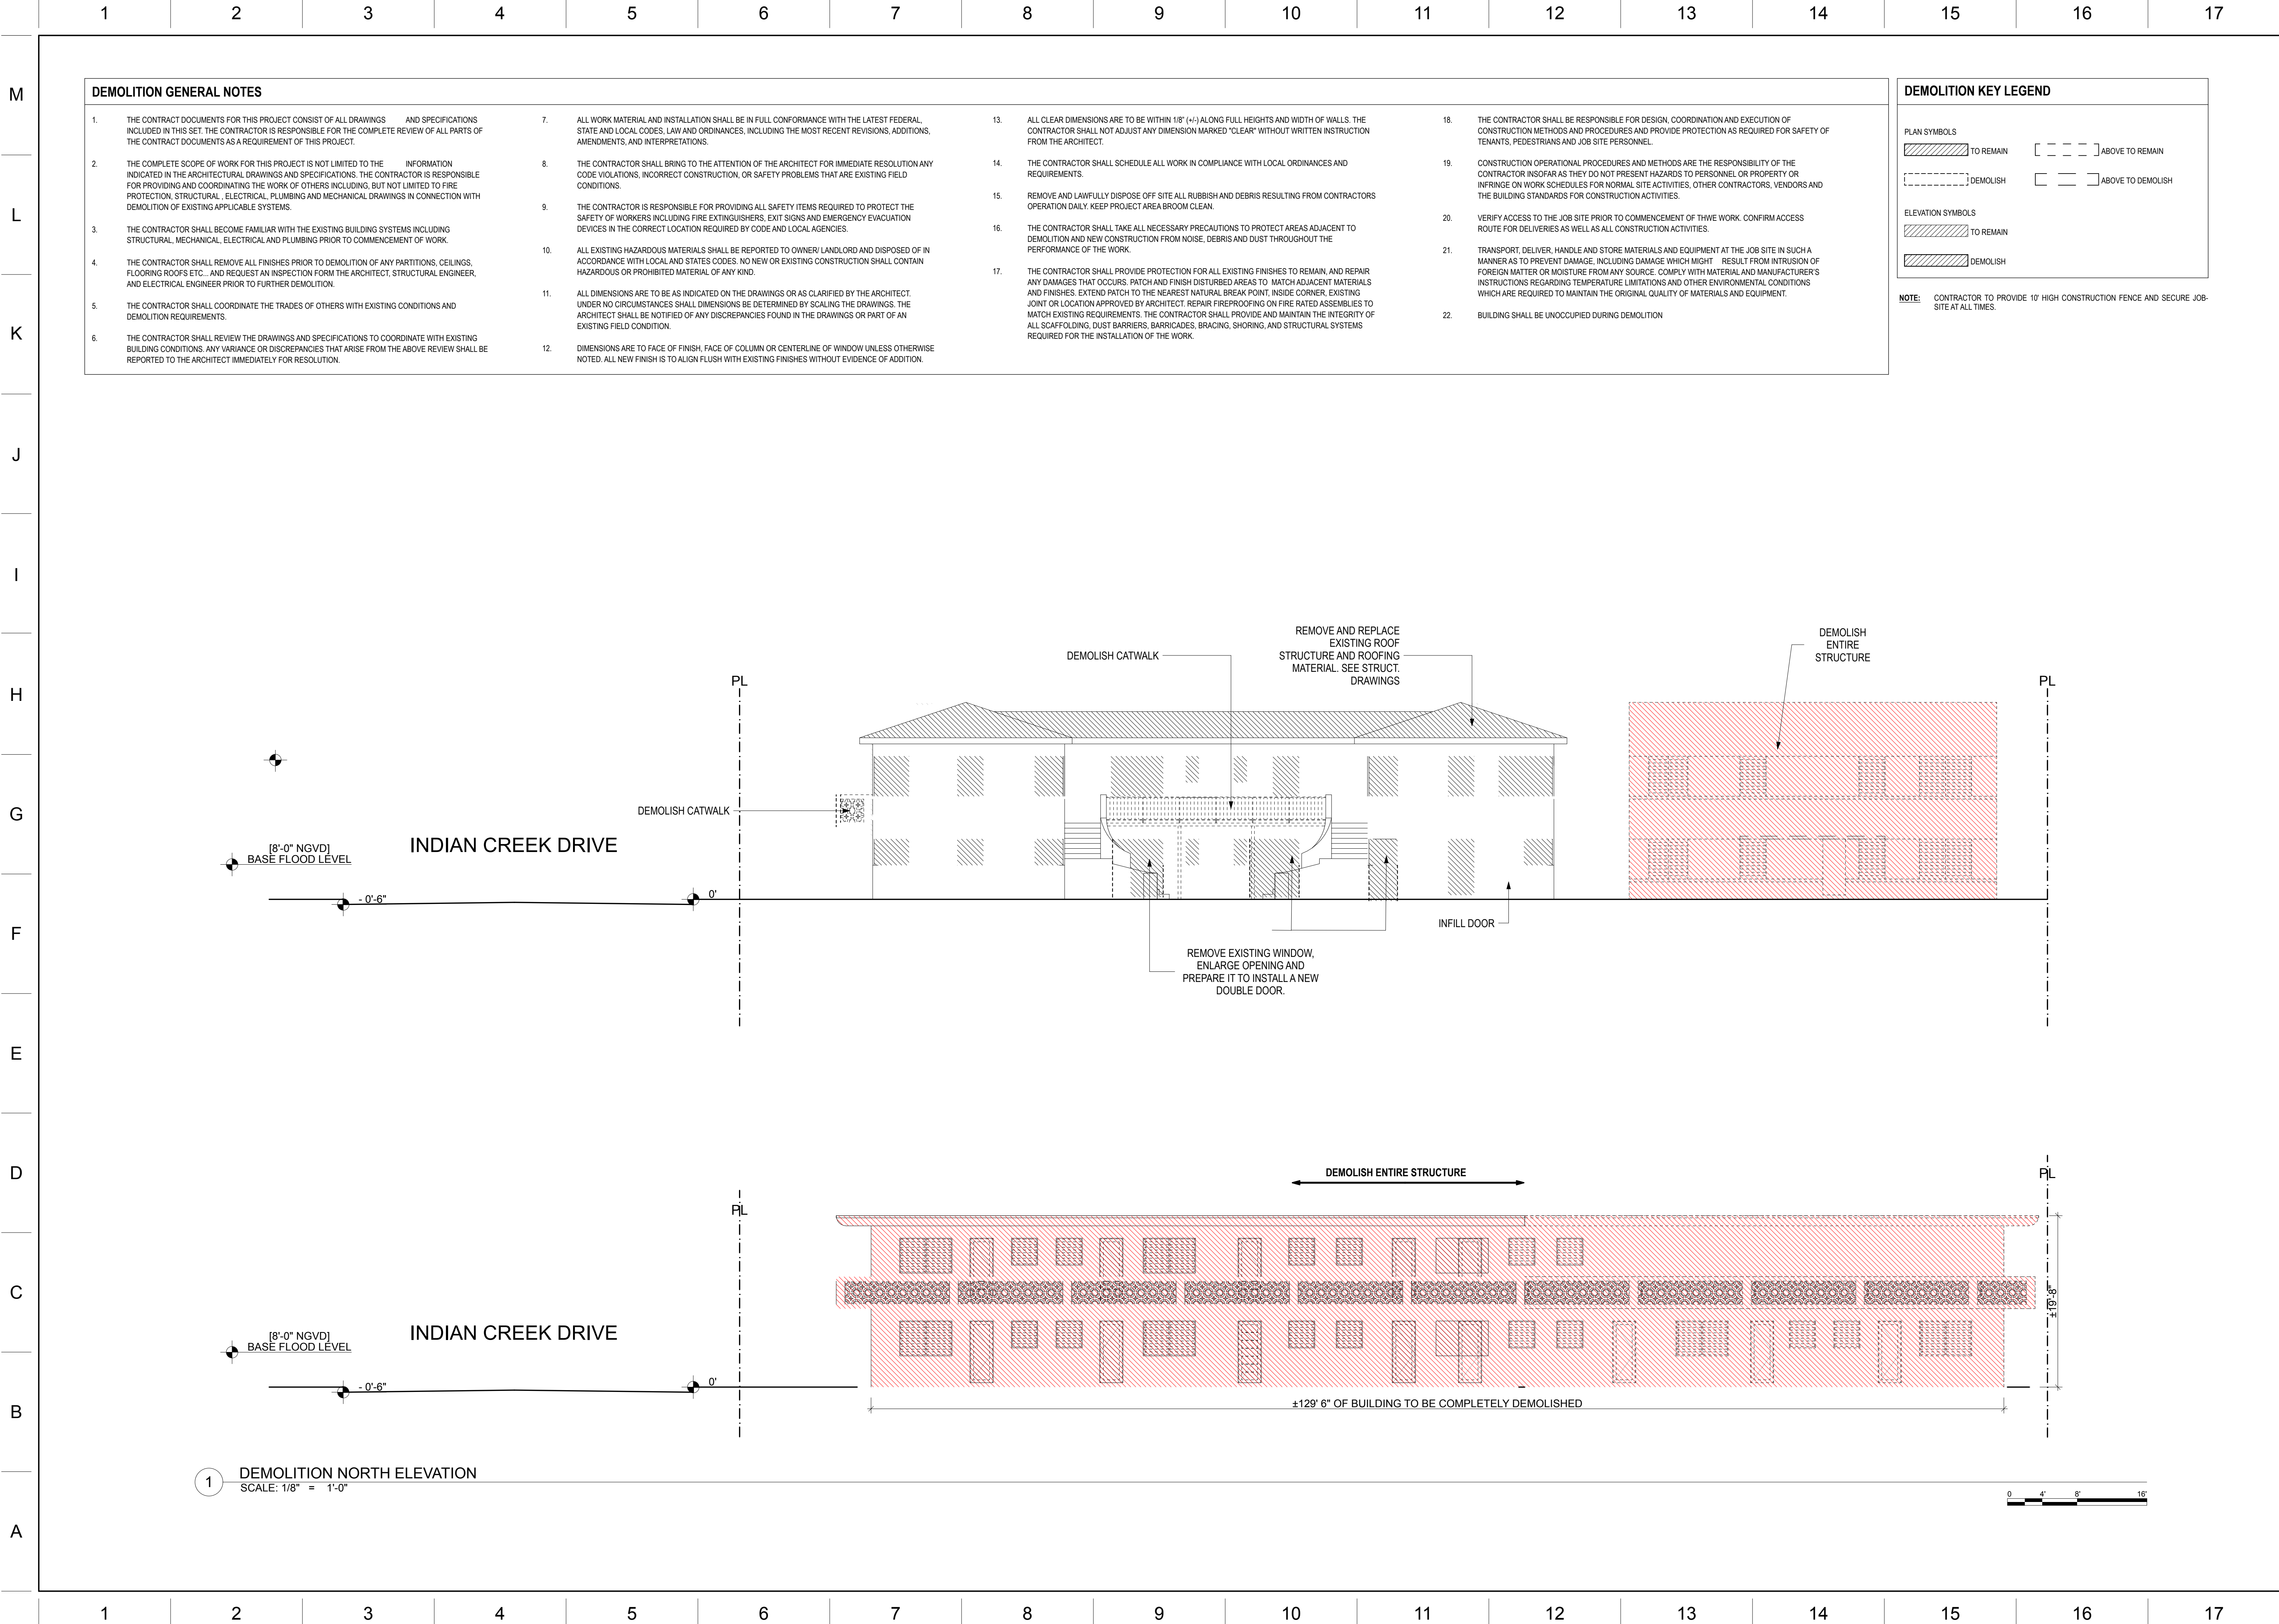 1 2 3 4 5 6 7 8 9 10 11 12 13 14 15 16 17
M
L
K
J
I
H
G
F
E
D
C
B
A
DEMOLITION GENERAL NOTES
1. THE CONTRACT DOCUMENTS FOR THIS PROJECT CONSIST OF ALL DRAWINGS AND SPECIFICATIONS
INCLUDED IN THIS SET. THE CONTRACTOR IS RESPONSIBLE FOR THE COMPLETE REVIEW OF ALL PARTS OF
THE CONTRACT DOCUMENTS AS A REQUIREMENT OF THIS PROJECT.
2. THE COMPLETE SCOPE OF WORK FOR THIS PROJECT IS NOT LIMITED TO THE INFORMATION
INDICATED IN THE ARCHITECTURAL DRAWINGS AND SPECIFICATIONS. THE CONTRACTOR IS RESPONSIBLE
FOR PROVIDING AND COORDINATING THE WORK OF OTHERS INCLUDING, BUT NOT LIMITED TO FIRE
PROTECTION, STRUCTURAL , ELECTRICAL, PLUMBING AND MECHANICAL DRAWINGS IN CONNECTION WITH
DEMOLITION OF EXISTING APPLICABLE SYSTEMS.
3. THE CONTRACTOR SHALL BECOME FAMILIAR WITH THE EXISTING BUILDING SYSTEMS INCLUDING
STRUCTURAL, MECHANICAL, ELECTRICAL AND PLUMBING PRIOR TO COMMENCEMENT OF WORK.
4. THE CONTRACTOR SHALL REMOVE ALL FINISHES PRIOR TO DEMOLITION OF ANY PARTITIONS, CEILINGS,
FLOORING ROOFS ETC... AND REQUEST AN INSPECTION FORM THE ARCHITECT, STRUCTURAL ENGINEER,
AND ELECTRICAL ENGINEER PRIOR TO FURTHER DEMOLITION.
5. THE CONTRACTOR SHALL COORDINATE THE TRADES OF OTHERS WITH EXISTING CONDITIONS AND
DEMOLITION REQUIREMENTS.
6. THE CONTRACTOR SHALL REVIEW THE DRAWINGS AND SPECIFICATIONS TO COORDINATE WITH EXISTING
BUILDING CONDITIONS. ANY VARIANCE OR DISCREPANCIES THAT ARISE FROM THE ABOVE REVIEW SHALL BE
REPORTED TO THE ARCHITECT IMMEDIATELY FOR RESOLUTION.
7. ALL WORK MATERIAL AND INSTALLATION SHALL BE IN FULL CONFORMANCE WITH THE LATEST FEDERAL,
STATE AND LOCAL CODES, LAW AND ORDINANCES, INCLUDING THE MOST RECENT REVISIONS, ADDITIONS,
AMENDMENTS, AND INTERPRETATIONS.
8. THE CONTRACTOR SHALL BRING TO THE ATTENTION OF THE ARCHITECT FOR IMMEDIATE RESOLUTION ANY
CODE VIOLATIONS, INCORRECT CONSTRUCTION, OR SAFETY PROBLEMS THAT ARE EXISTING FIELD
CONDITIONS.
9. THE CONTRACTOR IS RESPONSIBLE FOR PROVIDING ALL SAFETY ITEMS REQUIRED TO PROTECT THE
SAFETY OF WORKERS INCLUDING FIRE EXTINGUISHERS, EXIT SIGNS AND EMERGENCY EVACUATION
DEVICES IN THE CORRECT LOCATION REQUIRED BY CODE AND LOCAL AGENCIES.
10. ALL EXISTING HAZARDOUS MATERIALS SHALL BE REPORTED TO OWNER/ LANDLORD AND DISPOSED OF IN
ACCORDANCE WITH LOCAL AND STATES CODES. NO NEW OR EXISTING CONSTRUCTION SHALL CONTAIN
HAZARDOUS OR PROHIBITED MATERIAL OF ANY KIND.
11. ALL DIMENSIONS ARE TO BE AS INDICATED ON THE DRAWINGS OR AS CLARIFIED BY THE ARCHITECT.
UNDER NO CIRCUMSTANCES SHALL DIMENSIONS BE DETERMINED BY SCALING THE DRAWINGS. THE
ARCHITECT SHALL BE NOTIFIED OF ANY DISCREPANCIES FOUND IN THE DRAWINGS OR PART OF AN
EXISTING FIELD CONDITION.
12. DIMENSIONS ARE TO FACE OF FINISH, FACE OF COLUMN OR CENTERLINE OF WINDOW UNLESS OTHERWISE
NOTED. ALL NEW FINISH IS TO ALIGN FLUSH WITH EXISTING FINISHES WITHOUT EVIDENCE OF ADDITION.
13. ALL CLEAR DIMENSIONS ARE TO BE WITHIN 1/8" (+/-) ALONG FULL HEIGHTS AND WIDTH OF WALLS. THE
CONTRACTOR SHALL NOT ADJUST ANY DIMENSION MARKED "CLEAR" WITHOUT WRITTEN INSTRUCTION
FROM THE ARCHITECT.
14. THE CONTRACTOR SHALL SCHEDULE ALL WORK IN COMPLIANCE WITH LOCAL ORDINANCES AND
REQUIREMENTS.
15. REMOVE AND LAWFULLY DISPOSE OFF SITE ALL RUBBISH AND DEBRIS RESULTING FROM CONTRACTORS
OPERATION DAILY. KEEP PROJECT AREA BROOM CLEAN.
16. THE CONTRACTOR SHALL TAKE ALL NECESSARY PRECAUTIONS TO PROTECT AREAS ADJACENT TO
DEMOLITION AND NEW CONSTRUCTION FROM NOISE, DEBRIS AND DUST THROUGHOUT THE
PERFORMANCE OF THE WORK.
17. THE CONTRACTOR SHALL PROVIDE PROTECTION FOR ALL EXISTING FINISHES TO REMAIN, AND REPAIR
ANY DAMAGES THAT OCCURS. PATCH AND FINISH DISTURBED AREAS TO MATCH ADJACENT MATERIALS
AND FINISHES. EXTEND PATCH TO THE NEAREST NATURAL BREAK POINT, INSIDE CORNER, EXISTING
JOINT OR LOCATION APPROVED BY ARCHITECT. REPAIR FIREPROOFING ON FIRE RATED ASSEMBLIES TO
MATCH EXISTING REQUIREMENTS. THE CONTRACTOR SHALL PROVIDE AND MAINTAIN THE INTEGRITY OF
ALL SCAFFOLDING, DUST BARRIERS, BARRICADES, BRACING, SHORING, AND STRUCTURAL SYSTEMS
REQUIRED FOR THE INSTALLATION OF THE WORK.
18. THE CONTRACTOR SHALL BE RESPONSIBLE FOR DESIGN, COORDINATION AND EXECUTION OF
CONSTRUCTION METHODS AND PROCEDURES AND PROVIDE PROTECTION AS REQUIRED FOR SAFETY OF
TENANTS, PEDESTRIANS AND JOB SITE PERSONNEL.
19. CONSTRUCTION OPERATIONAL PROCEDURES AND METHODS ARE THE RESPONSIBILITY OF THE
CONTRACTOR INSOFAR AS THEY DO NOT PRESENT HAZARDS TO PERSONNEL OR PROPERTY OR
INFRINGE ON WORK SCHEDULES FOR NORMAL SITE ACTIVITIES, OTHER CONTRACTORS, VENDORS AND
THE BUILDING STANDARDS FOR CONSTRUCTION ACTIVITIES.
20. VERIFY ACCESS TO THE JOB SITE PRIOR TO COMMENCEMENT OF THWE WORK. CONFIRM ACCESS
ROUTE FOR DELIVERIES AS WELL AS ALL CONSTRUCTION ACTIVITIES.
21. TRANSPORT, DELIVER, HANDLE AND STORE MATERIALS AND EQUIPMENT AT THE JOB SITE IN SUCH A
MANNER AS TO PREVENT DAMAGE, INCLUDING DAMAGE WHICH MIGHT RESULT FROM INTRUSION OF
FOREIGN MATTER OR MOISTURE FROM ANY SOURCE. COMPLY WITH MATERIAL AND MANUFACTURER'S
INSTRUCTIONS REGARDING TEMPERATURE LIMITATIONS AND OTHER ENVIRONMENTAL CONDITIONS
WHICH ARE REQUIRED TO MAINTAIN THE ORIGINAL QUALITY OF MATERIALS AND EQUIPMENT.
22. BUILDING SHALL BE UNOCCUPIED DURING DEMOLITION
DEMOLITION KEY LEGEND
PLAN SYMBOLS
TO REMAIN ABOVE TO REMAIN
DEMOLISH ABOVE TO DEMOLISH
ELEVATION SYMBOLS
TO REMAIN
DEMOLISH
NOTE: CONTRACTOR TO PROVIDE 10' HIGH CONSTRUCTION FENCE AND SECURE JOB-
SITE AT ALL TIMES.
DEMOLISH CATWALK
REMOVE AND REPLACE
EXISTING ROOF
STRUCTURE AND ROOFING
MATERIAL. SEE STRUCT.
DRAWINGS
DEMOLISH
ENTIRE
STRUCTURE
PL
PL
DEMOLISH CATWALK
INDIAN CREEK DRIVE
[8'-0" NGVD]
BASE FLOOD LEVEL
- 0'-6"
0'
INFILL DOOR
REMOVE EXISTING WINDOW,
ENLARGE OPENING AND
PREPARE IT TO INSTALL A NEW
DOUBLE DOOR.
DEMOLISH ENTIRE STRUCTURE
PL
PL
±19'-8"
INDIAN CREEK DRIVE
[8'-0" NGVD]
BASE FLOOD LEVEL
- 0'-6"
0'
±129' 6" OF BUILDING TO BE COMPLETELY DEMOLISHED
1 DEMOLITION NORTH ELEVATION
SCALE: 1/8" = 1'-0"
0 4' 8' 16'
1 2 3 4 5 6 7 8 9 10 11 12 13 14 15 16 17